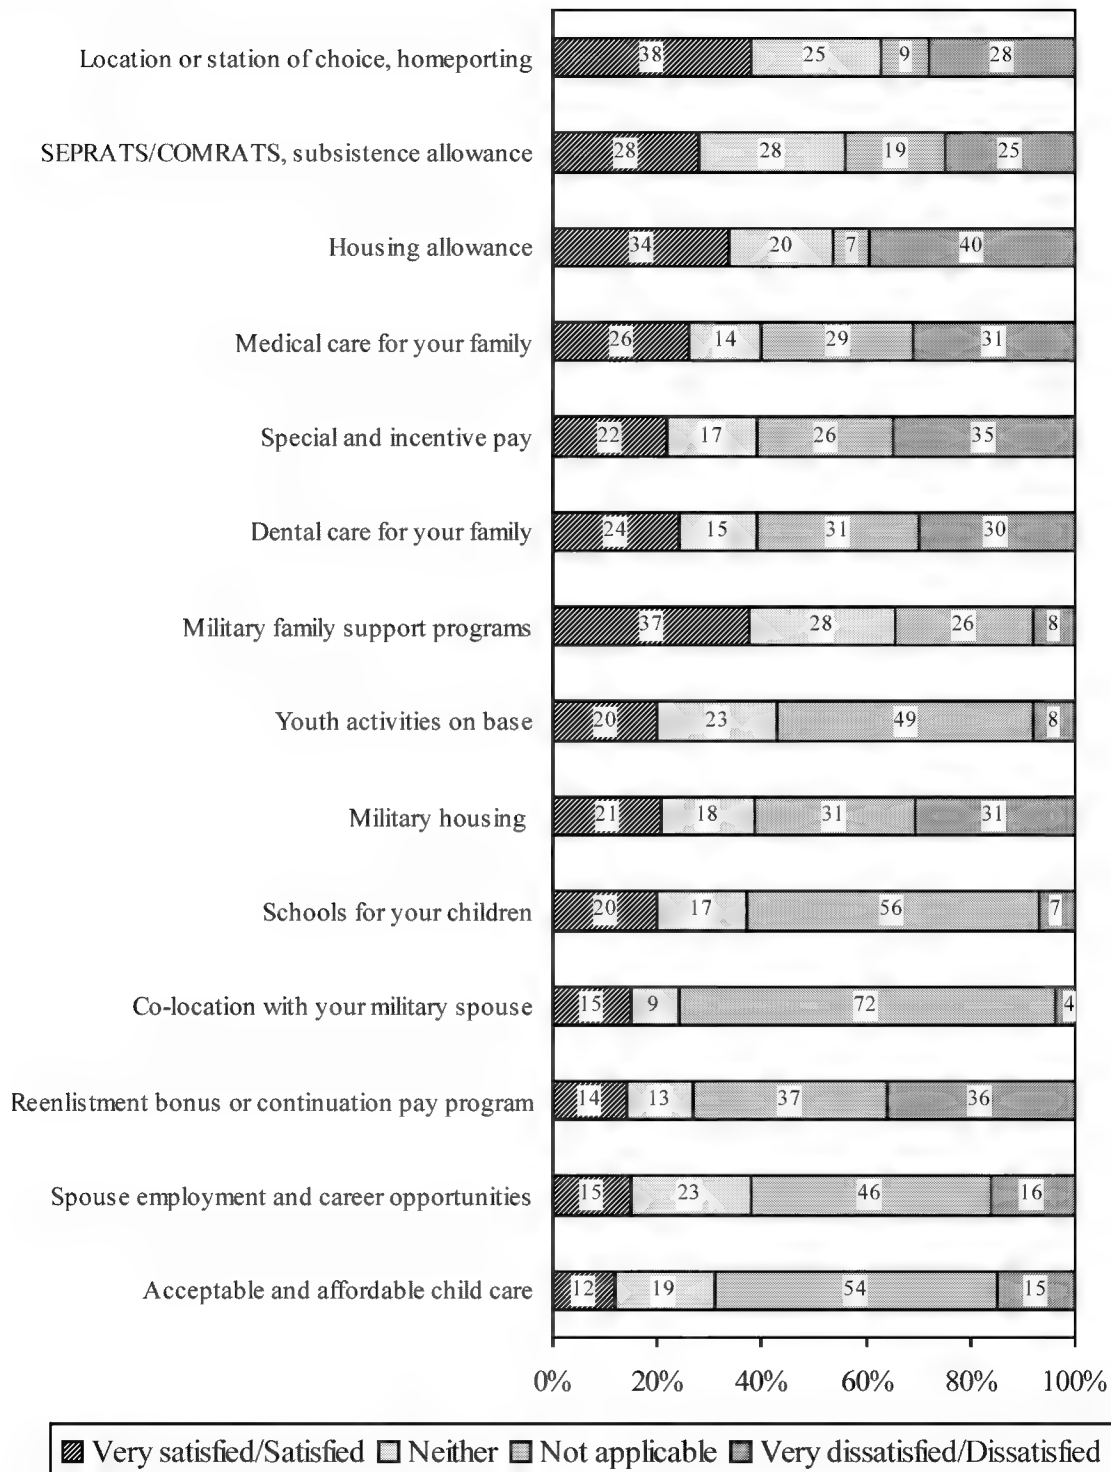 Location or station of choice, homeporting 38 25 9 28
SEPRATS/COMRATS, subsistence allowance 28 28 19 25
Housing allowance 34 20 7 40
Medical care for your family 26 14 29 31
Special and incentive pay 22 17 26 35
Dental care for your family 24 15 31 30
Military family support programs 37 28 26 8
Youth activities on base 20 23 49 8
Military housing 21 18 31 31
Schools for your children 20 17 56 7
Co-location with your military spouse 15 9 72 4
Reenlistment bonus or continuation pay program 14 13 37 36
Spouse employment and career opportunities 15 23 46 16
Acceptable and affordable child care 12 19 54 15
0% 20% 40% 60% 80% 100%
Very satisfied/Satisfied Neither Not applicable Very dissatisfied/Dissatisfied